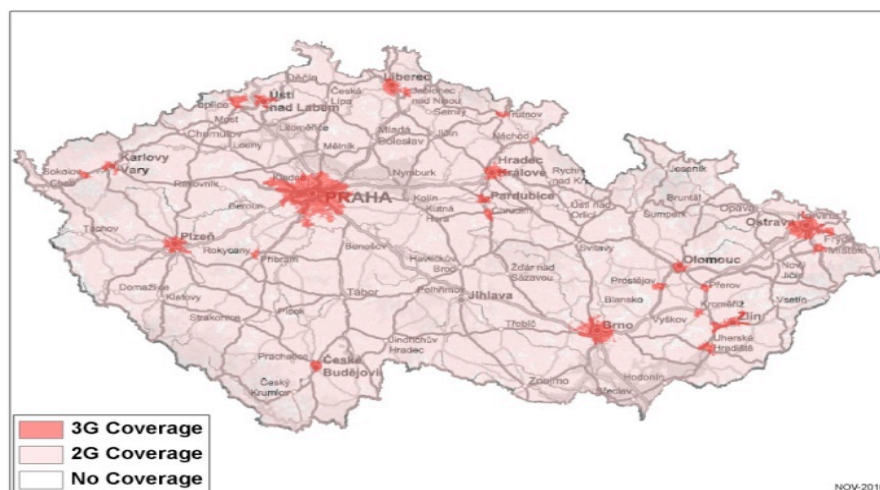 Děčín
Liberec
Ústí
nad Labem
Teplice
Česká
Lípa
Jablonec
nad Nisou
Semily
Trutnov
Most
Chomutov
Litoměřice
Louny
Mladá
Boleslav
Jičín
Náchod
Mělník
Karlovy
Vary
Sokolov
Cheb
Hradec
Králové
Rychnov
nad Kn
Jeseník
Rakovník
Kladno
PRAHA
Nymburk
Kolín
Pardubice
Kutná
Hora
Chrudim
Ústí nad
Orlicí
Šumperk
Bruntál
Opava
Ostrava
Karviná
Frýdek
Místek
Beroun
Tachov
Plzeň
Rokycany
Příbram
Benešov
Havlíčkův
Brod
Svitavy
Olomouc
Nový
Jičín
Žďár nad
Sázavou
Prostějov
Přerov
Domažlice
Klatovy
Tábor
Pelhřimov
Jihlava
Blansko
Kroměříž
Vsetín
Strakonice
Písek
Třebíč
Brno
Vyškov
Zlín
Jindřichův
Hradec
Uherské
Hradiště
Prachatice
České
Budějovice
Český
Krumlov
Znojmo
Hodonín
Břeclav
3G Coverage
2G Coverage
No Coverage